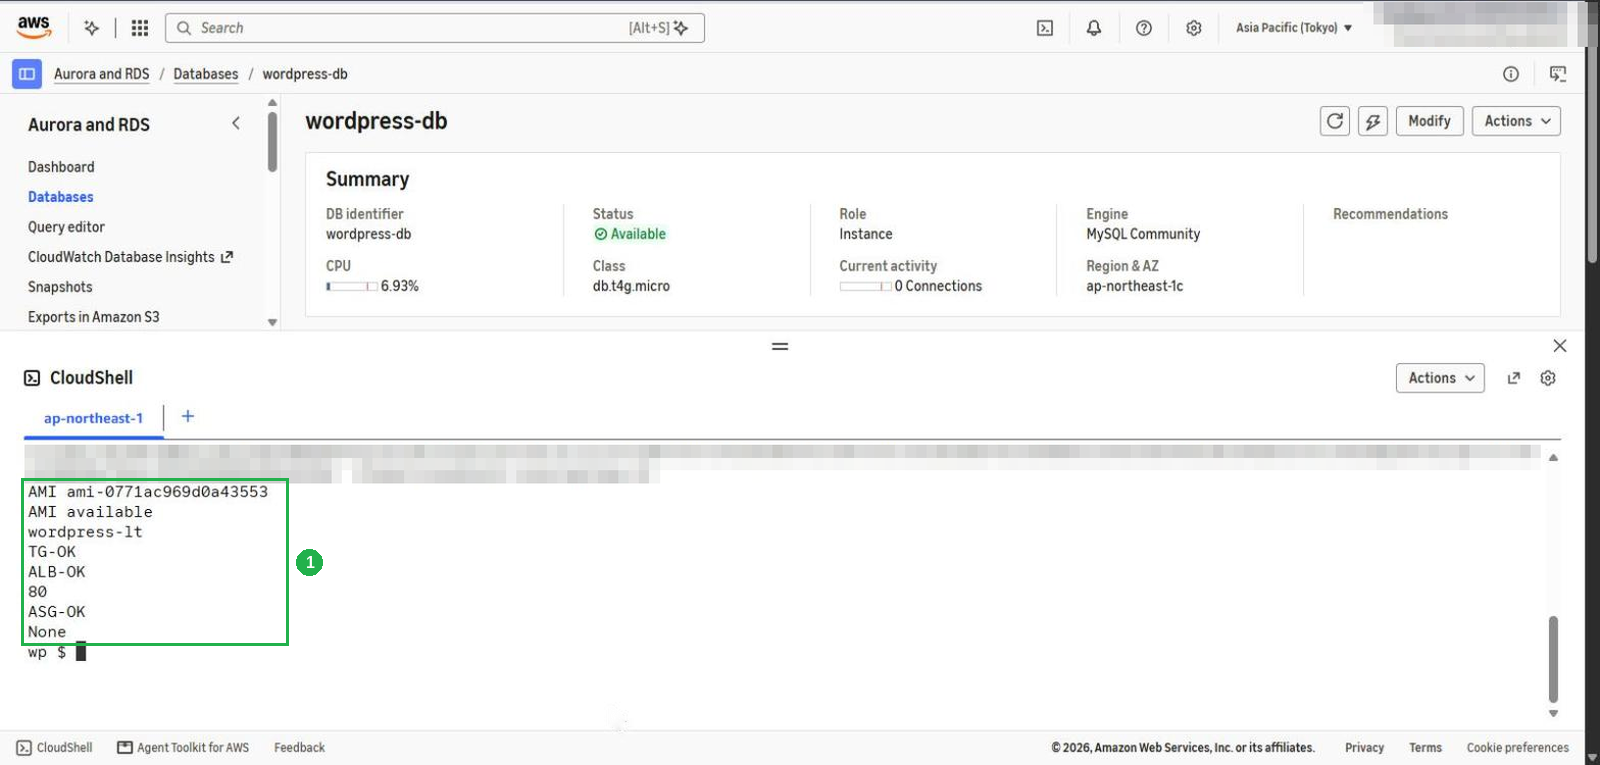 aws
Search [Alt+S]
Asia Pacific (Tokyo)
Aurora and RDS / Databases / wordpress-db
Aurora and RDS
Dashboard
Databases
Query editor
CloudWatch Database Insights
Snapshots
Exports in Amazon S3
wordpress-db
Modify
Actions
Summary
DB identifier
wordpress-db
Status
Available
Role
Instance
Engine
MySQL Community
Recommendations
CPU
6.93%
Class
db.t4g.micro
Current activity
0 Connections
Region & AZ
ap-northeast-1c
CloudShell
Actions
ap-northeast-1
AMI ami-0771ac969d0a43553
AMI available
wordpress-lt
TG-OK
ALB-OK
80
ASG-OK
None
wp $
1
CloudShell
Agent Toolkit for AWS
Feedback
© 2026, Amazon Web Services, Inc. or its affiliates.
Privacy
Terms
Cookie preferences